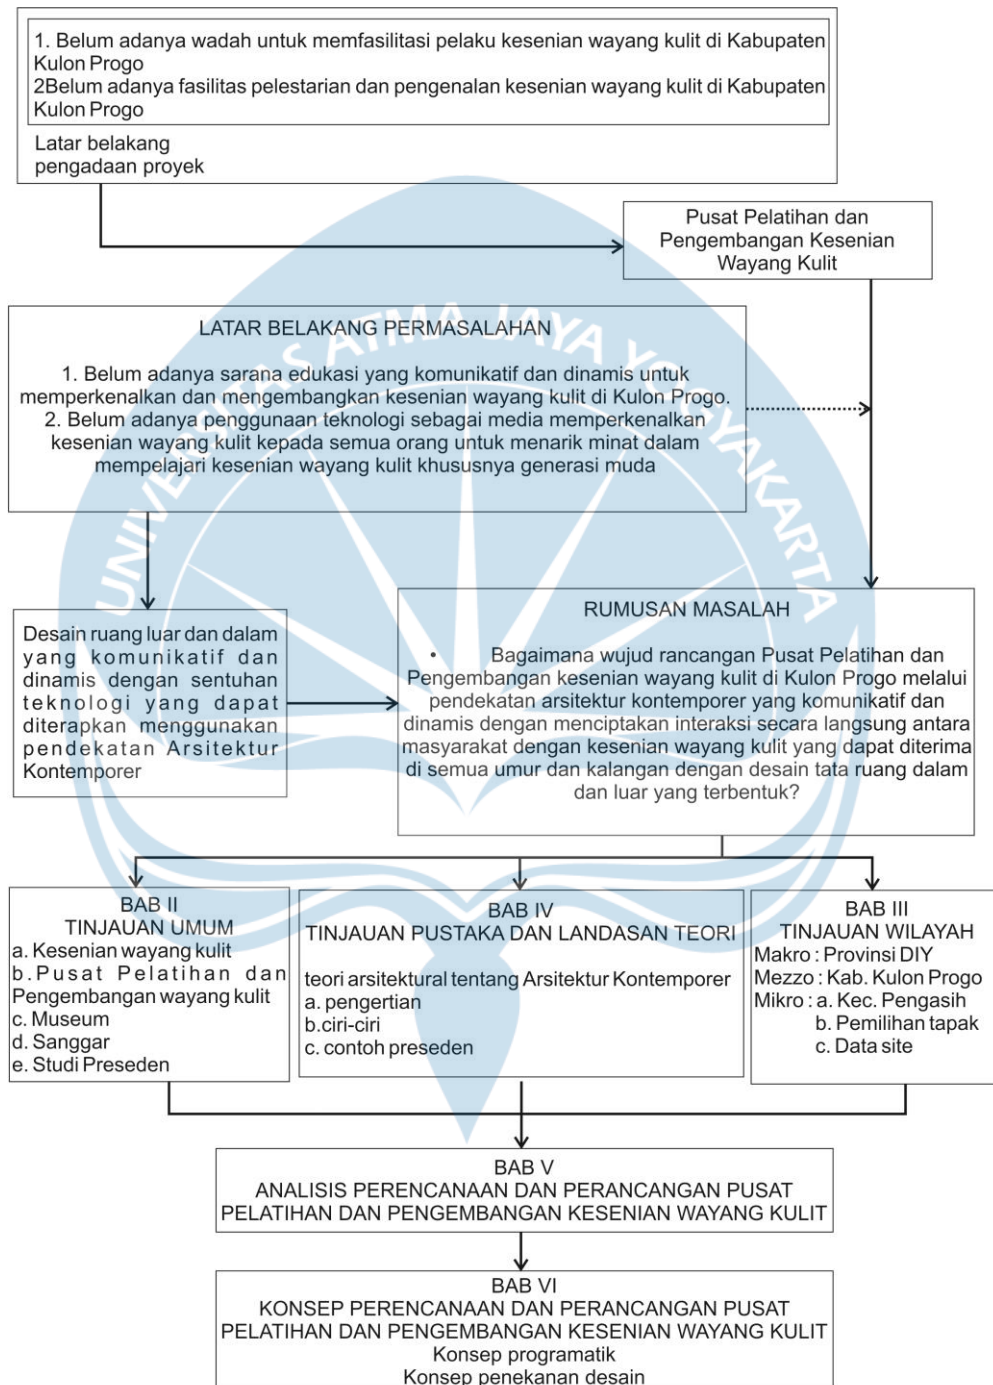 1. Belum adanya wadah untuk memfasilitasi pelaku kesenian wayang kulit di Kabupaten
Kulon Progo
2Belum adanya fasilitas pelestarian dan pengenalan kesenian wayang kulit di Kabupaten
Kulon Progo
Latar belakang
pengadaan proyek
Pusat Pelatihan dan
Pengembangan Kesenian
Wayang Kulit
UNIVERSITAS ATMA JAYA YOGYAKARTA
LATAR BELAKANG PERMASALAHAN
1. Belum adanya sarana edukasi yang komunikatif dan dinamis untuk
memperkenalkan dan mengembangkan kesenian wayang kulit di Kulon Progo.
2. Belum adanya penggunaan teknologi sebagai media memperkenalkan
kesenian wayang kulit kepada semua orang untuk menarik minat dalam
mempelajari kesenian wayang kulit khususnya generasi muda
Desain ruang luar dan dalam
yang komunikatif dan
dinamis dengan sentuhan
teknologi yang dapat
diterapkan menggunakan
pendekatan Arsitektur
Kontemporer
RUMUSAN MASALAH
• Bagaimana wujud rancangan Pusat Pelatihan dan
Pengembangan kesenian wayang kulit di Kulon Progo melalui
pendekatan arsitektur kontemporer yang komunikatif dan
dinamis dengan menciptakan interaksi secara langsung antara
masyarakat dengan kesenian wayang kulit yang dapat diterima
di semua umur dan kalangan dengan desain tata ruang dalam
dan luar yang terbentuk?
BAB II
TINJAUAN UMUM
a. Kesenian wayang kulit
b. Pusat Pelatihan dan
Pengembangan wayang kulit
c. Museum
d. Sanggar
e. Studi Preseden
BAB IV
TINJAUAN PUSTAKA DAN LANDASAN TEORI
teori arsitektural tentang Arsitektur Kontemporer
a. pengertian
b.ciri-ciri
c. contoh preseden
BAB III
TINJAUAN WILAYAH
Makro : Provinsi DIY
Mezzo : Kab. Kulon Progo
Mikro : a. Kec. Pengasih
b. Pemilihan tapak
c. Data site
BAB V
ANALISIS PERENCANAAN DAN PERANCANGAN PUSAT
PELATIHAN DAN PENGEMBANGAN KESENIAN WAYANG KULIT
BAB VI
KONSEP PERENCANAAN DAN PERANCANGAN PUSAT
PELATIHAN DAN PENGEMBANGAN KESENIAN WAYANG KULIT
Konsep programatik
Konsep penekanan desain